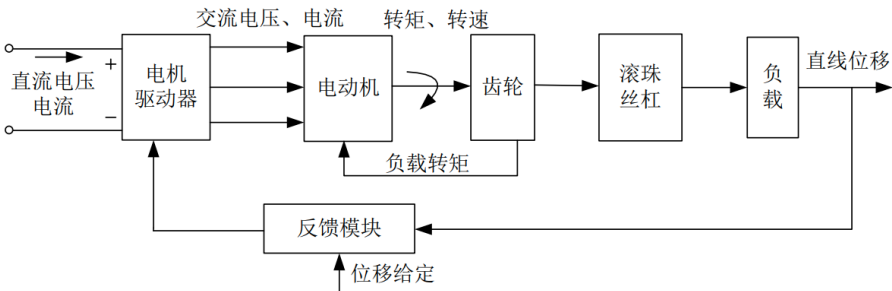 交流电压、电流
转矩、转速
直流电压
电流
+
−
电机
驱动器
电动机
齿轮
滚珠
丝杠
负
载
直线位移
负载转矩
反馈模块
位移给定